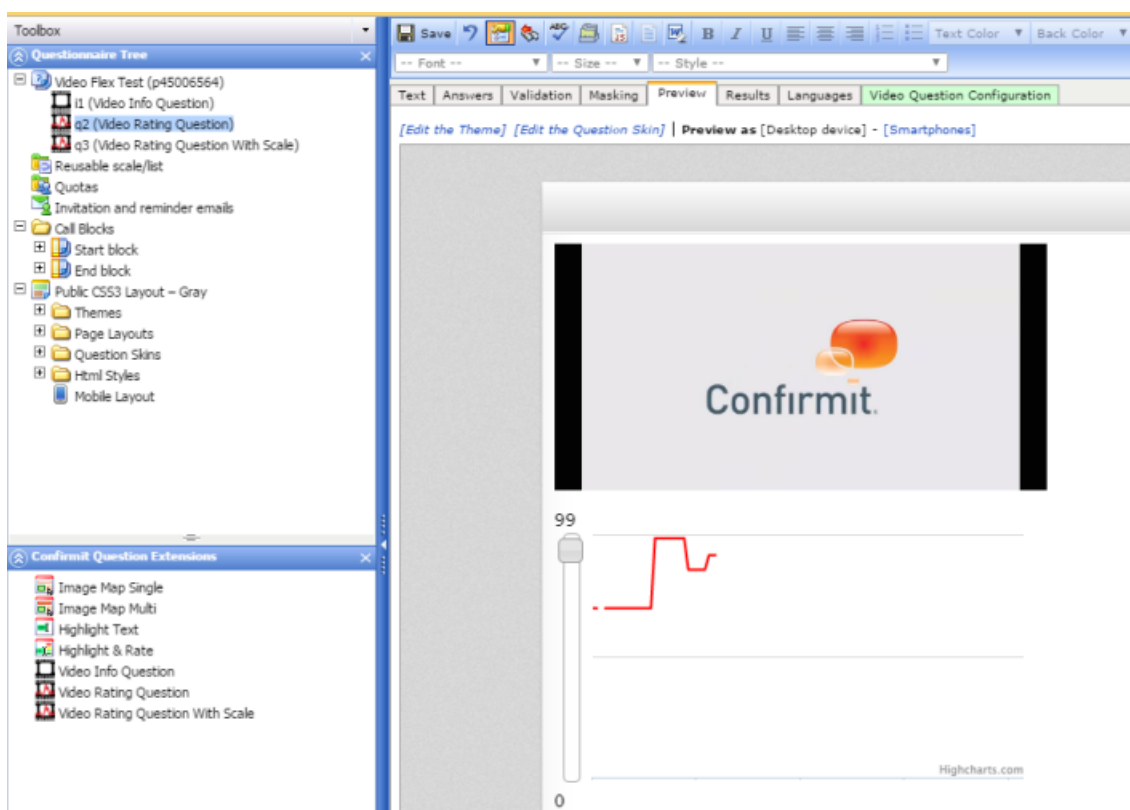 Toolbox
Questionnaire Tree
Video Flex Test (p45006564)
i1 (Video Info Question)
q2 (Video Rating Question)
q3 (Video Rating Question With Scale)
Reusable scale/list
Quotas
Invitation and reminder emails
Call Blocks
Start block
End block
Public CSS3 Layout – Gray
Themes
Page Layouts
Question Skins
Html Styles
Mobile Layout
Confirmit Question Extensions
Image Map Single
Image Map Multi
Highlight Text
Highlight & Rate
Video Info Question
Video Rating Question
Video Rating Question With Scale
Save ABC B I U Text Color Back Color
-- Font -- -- Size -- -- Style --
Text Answers Validation Masking Preview Results Languages Video Question Configuration
[Edit the Theme] [Edit the Question Skin] | Preview as [Desktop device] - [Smartphones]
Confirmit.
99
Highcharts.com
0